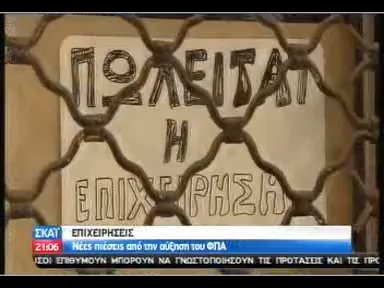 ΠΩΛΕΙΤΑΙ
Η
ΕΠΙΧΕΙΡΗΣΗ
ΣΚΑΪ
ΕΠΙΧΕΙΡΗΣΕΙΣ
21:06
Νέες πιέσεις από την αύξηση του ΦΠΑ
ΟΣΟΙ ΕΠΙΘΥΜΟΥΝ ΜΠΟΡΟΥΝ ΝΑ ΓΝΩΣΤΟΠΟΙΗΣΟΥΝ ΤΙΣ ΠΡΟΤΑΣΕΙΣ ΚΑΙ ΤΙΣ